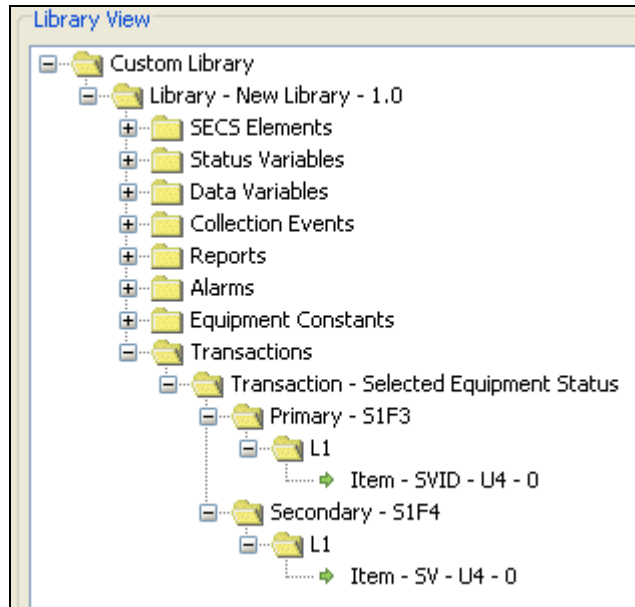 Library View
Custom Library
Library - New Library - 1.0
SECS Elements
Status Variables
Data Variables
Collection Events
Reports
Alarms
Equipment Constants
Transactions
Transaction - Selected Equipment Status
Primary - S1F3
L1
Item - SVID - U4 - 0
Secondary - S1F4
L1
Item - SV - U4 - 0